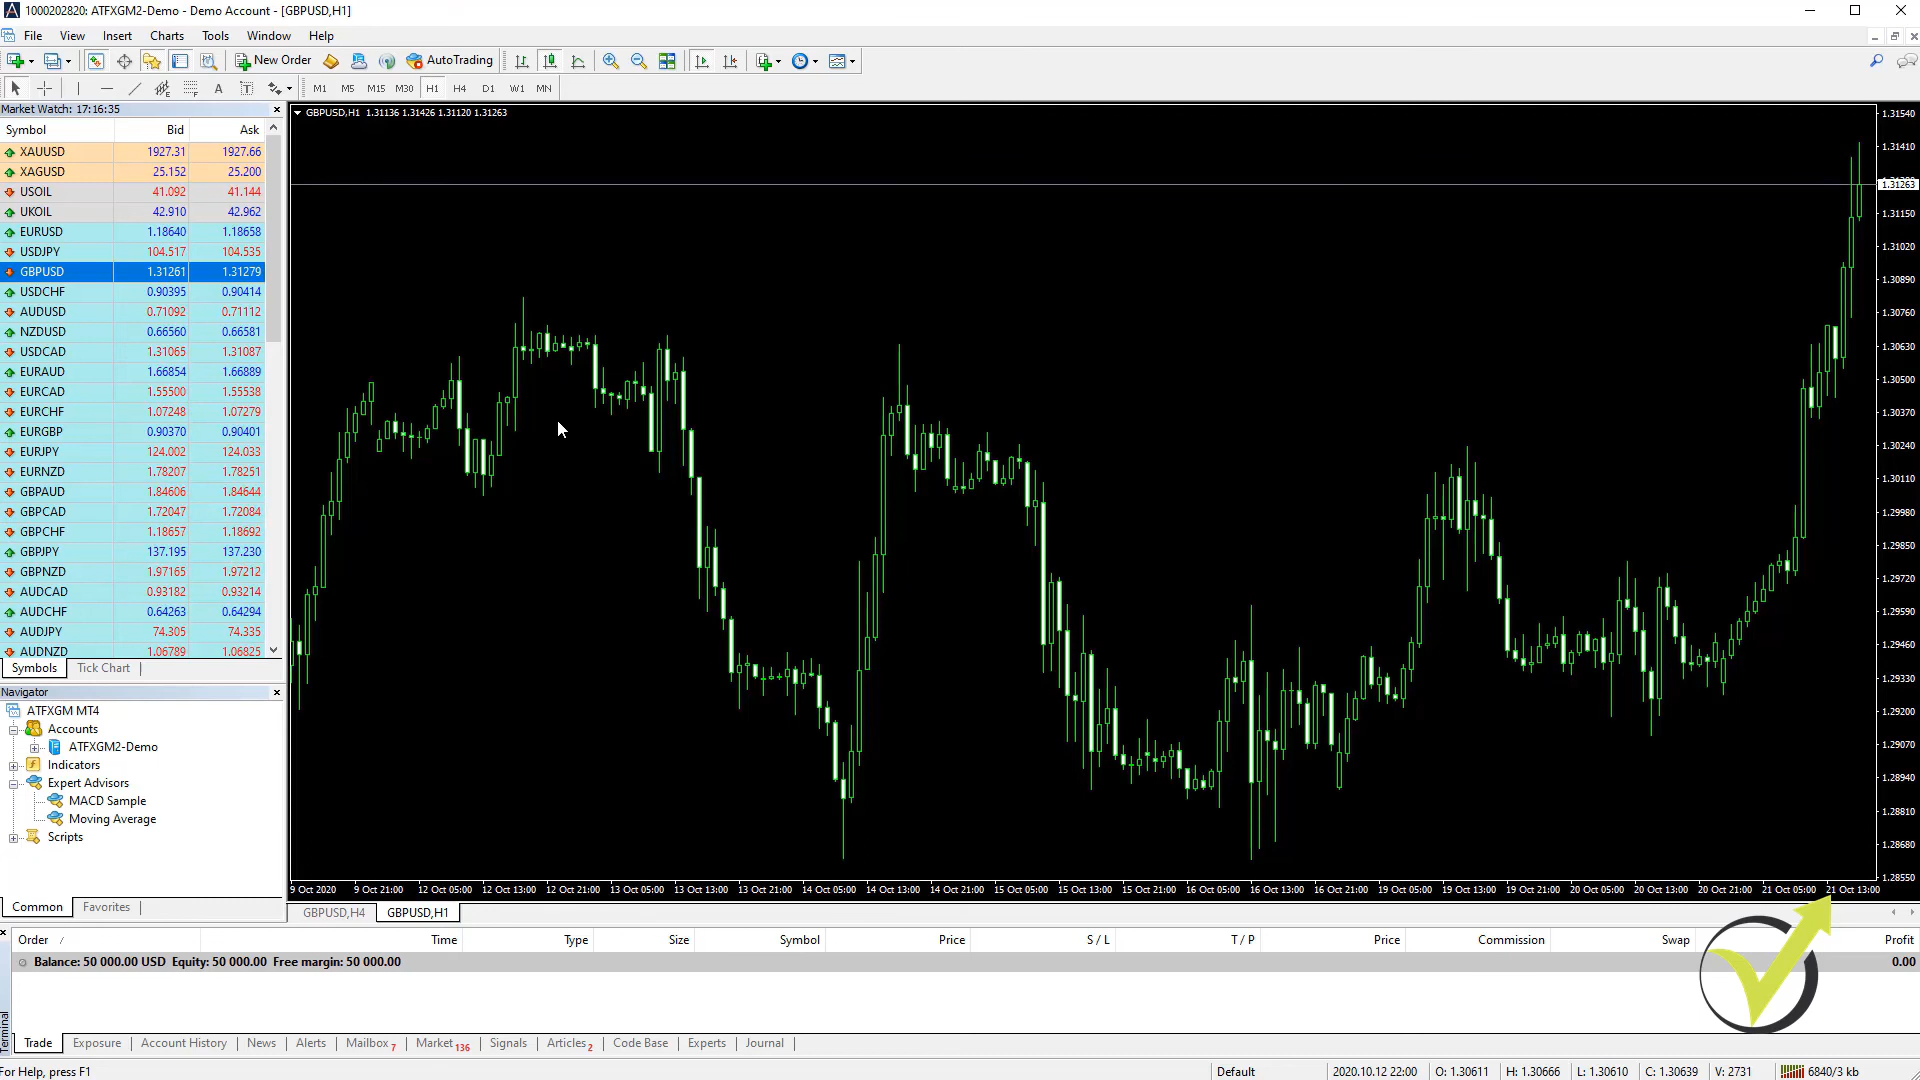 1000202820: ATFXGM2-Demo - Demo Account - [GBPUSD,H1]
File View Insert Charts Tools Window Help
New Order AutoTrading
A T M1 M5 M15 M30 H1 H4 D1 W1 MN
Market Watch: 17:16:35
Symbol Bid Ask
XAUUSD 1927.31 1927.66
XAGUSD 25.152 25.200
USOIL 41.092 41.144
UKOIL 42.910 42.962
EURUSD 1.18640 1.18658
USDJPY 104.517 104.535
GBPUSD 1.31261 1.31279
USDCHF 0.90395 0.90414
AUDUSD 0.71092 0.71112
NZDUSD 0.66560 0.66581
USDCAD 1.31065 1.31087
EURAUD 1.66854 1.66889
EURCAD 1.55500 1.55538
EURCHF 1.07248 1.07279
EURGBP 0.90370 0.90401
EURJPY 124.002 124.033
EURNZD 1.78207 1.78251
GBPAUD 1.84606 1.84644
GBPCAD 1.72047 1.72084
GBPCHF 1.18657 1.18692
GBPJPY 137.195 137.230
GBPNZD 1.97165 1.97212
AUDCAD 0.93182 0.93214
AUDCHF 0.64263 0.64294
AUDJPY 74.305 74.335
AUDNZD 1.06789 1.06825
Symbols Tick Chart
Navigator
ATFXGM MT4
Accounts
ATFXGM2-Demo
Indicators
Expert Advisors
MACD Sample
Moving Average
Scripts
Common Favorites
GBPUSD,H1 1.31136 1.31426 1.31120 1.31263
1.31540
1.31410
1.31263
1.31150
1.31020
1.30890
1.30760
1.30630
1.30500
1.30370
1.30240
1.30110
1.29980
1.29850
1.29720
1.29590
1.29460
1.29330
1.29200
1.29070
1.28940
1.28810
1.28680
1.28550
9 Oct 2020 9 Oct 21:00 12 Oct 05:00 12 Oct 13:00 12 Oct 21:00 13 Oct 05:00 13 Oct 13:00 13 Oct 21:00 14 Oct 05:00 14 Oct 13:00 14 Oct 21:00 15 Oct 05:00 15 Oct 13:00 15 Oct 21:00 16 Oct 05:00 16 Oct 13:00 16 Oct 21:00 19 Oct 05:00 19 Oct 13:00 19 Oct 21:00 20 Oct 05:00 20 Oct 13:00 20 Oct 21:00 21 Oct 05:00 21 Oct 13:00
GBPUSD,H4 GBPUSD,H1
Order / Time Type Size Symbol Price S / L T / P Price Commission Swap Profit
Balance: 50 000.00 USD Equity: 50 000.00 Free margin: 50 000.00 0.00
Terminal
Trade Exposure Account History News Alerts Mailbox 7 Market 136 Signals Articles 2 Code Base Experts Journal
For Help, press F1 Default 2020.10.12 22:00 O: 1.30611 H: 1.30666 L: 1.30610 C: 1.30639 V: 2731 6840/3 kb